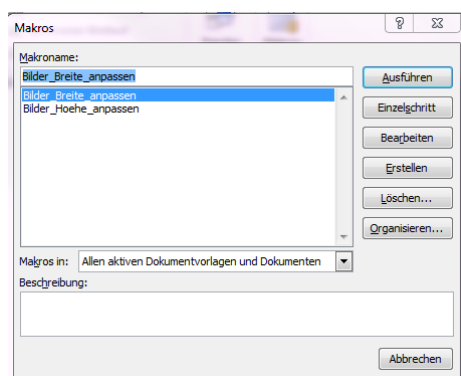 Makros
Makroname:
Bilder_Breite_anpassen
Bilder_Breite_anpassen
Bilder_Hoehe_anpassen
Ausführen
Einzelschritt
Bearbeiten
Erstellen
Löschen...
Organisieren...
Makros in: Allen aktiven Dokumentvorlagen und Dokumenten
Beschreibung:
Abbrechen